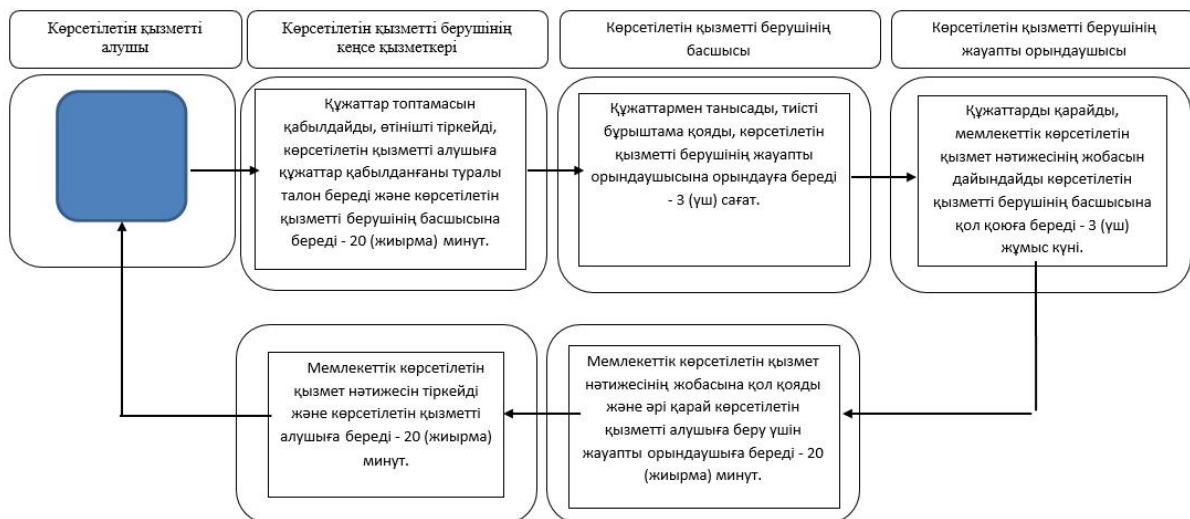 Көрсетілетін қызметті
алушы
Көрсетілетін қызметті берушінің
кеңсе қызметкері
Көрсетілетін қызметті берушінің
басшысы
Көрсетілетін қызметті берушінің
жауапты орындаушысы
Құжаттар топтамасын
қабылдайды, өтінішті тіркейді,
көрсетілетін қызметті алушыға
құжаттар қабылданғаны туралы
талон береді және көрсетілетін
қызметті берушінің басшысына
береді - 20 (жиырма) минут.
Құжаттармен танысады, тиісті
бұрыштама қояды, көрсетілетін
қызметті берушінің жауапты
орындаушысына орындауға береді
- 3 (үш) сағат.
Құжаттарды қарайды,
мемлекеттік көрсетілетін
қызмет нәтижесінің жобасын
дайындайды көрсетілетін
қызметті берушінің басшысына
қол қоюға береді - 3 (үш)
жұмыс күні.
Мемлекеттік көрсетілетін
қызмет нәтижесін тіркейді
және көрсетілетін қызметті
алушыға береді - 20 (жиырма)
минут.
Мемлекеттік көрсетілетін қызмет
нәтижесінің жобасына қол қояды
және әрі қарай көрсетілетін
қызметті алушыға беру үшін
жауапты орындаушыға береді - 20
(жиырма) минут.